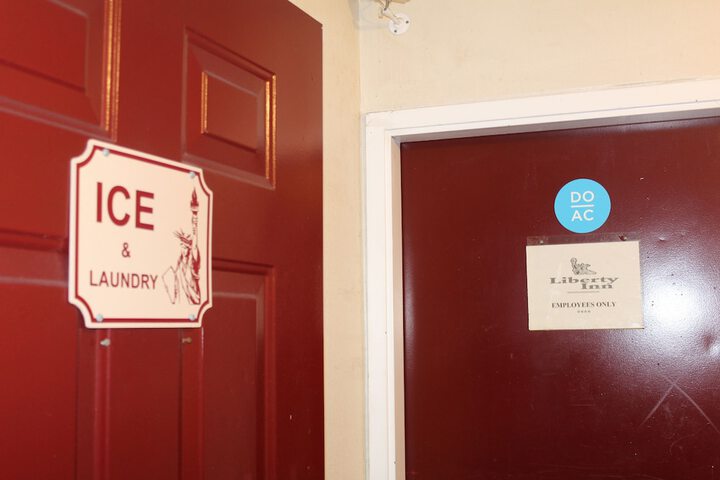 ICE
&
LAUNDRY
DO
AC
Liberty
Inn
EMPLOYEES ONLY